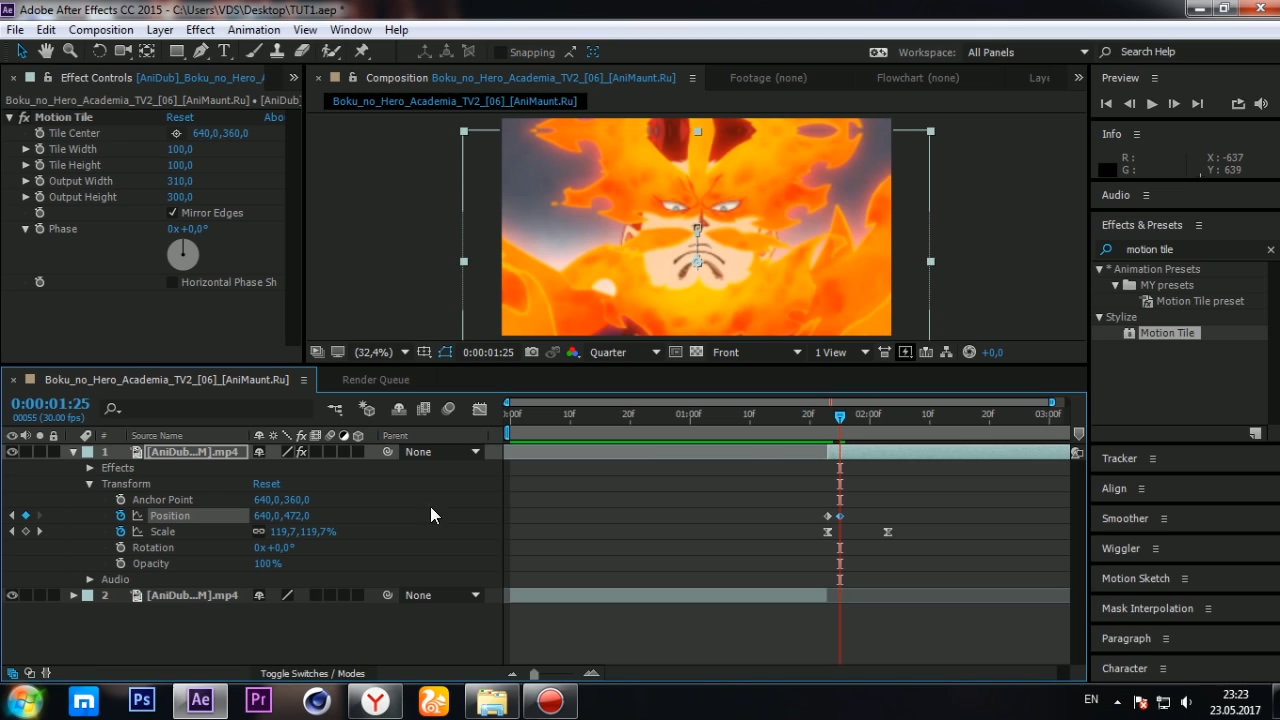 Adobe After Effects CC 2015 - C:\Users\VDS\Desktop\TUT1.aep *
File Edit Composition Layer Effect Animation View Window Help
Snapping Workspace: All Panels Search Help
Effect Controls [AniDub]_Boku_no_Hero_A
Composition Boku_no_Hero_Academia_TV2_[06]_[AniMaunt.Ru] Footage (none) Flowchart (none) Laye
Preview
Boku_no_Hero_Academia_TV2_[06]_[AniMaunt.Ru] • [AniDub
Boku_no_Hero_Academia_TV2_[06]_[AniMaunt.Ru]
fx Motion Tile Reset Abo
Tile Center 640,0,360,0
Tile Width 100,0
Tile Height 100,0
Output Width 310,0
Output Height 300,0
Mirror Edges
Phase 0x+0,0°
Horizontal Phase Sh
(32,4%) 0:00:01:25 Quarter Front 1 View +0,0
Info
R: X: -637
G: Y: 639
Audio
Effects & Presets
motion tile
* Animation Presets
MY presets
Motion Tile preset
Stylize
Motion Tile
Tracker
Align
Smoother
Wiggler
Motion Sketch
Mask Interpolation
Paragraph
Character
Boku_no_Hero_Academia_TV2_[06]_[AniMaunt.Ru] Render Queue
0:00:01:25
00055 (30.00 fps)
:00f 10f 20f 01:00f 10f 20f 02:00f 10f 20f 03:00f
# Source Name fx Parent
1 [AniDub...M].mp4 fx None
Effects
Transform Reset
Anchor Point 640,0,360,0
Position 640,0,472,0
Scale 119,7,119,7%
Rotation 0x+0,0°
Opacity 100%
Audio
2 [AniDub...M].mp4 None
Toggle Switches / Modes
m Ps Ae Pr Y EN 23:23
23.05.2017